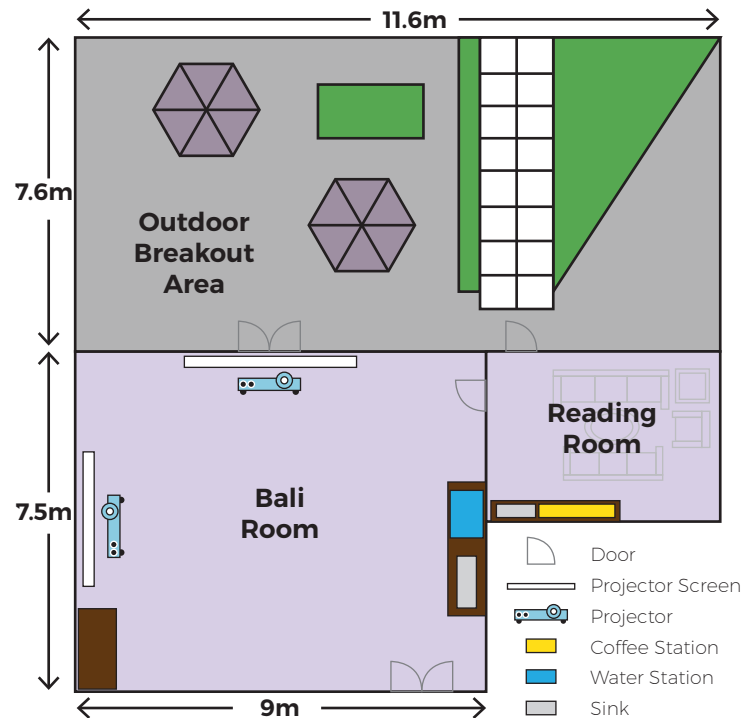 11.6m
7.6m
Outdoor
Breakout
Area
7.5m
Bali
Room
Reading
Room
9m
Door
Projector Screen
Projector
Coffee Station
Water Station
Sink